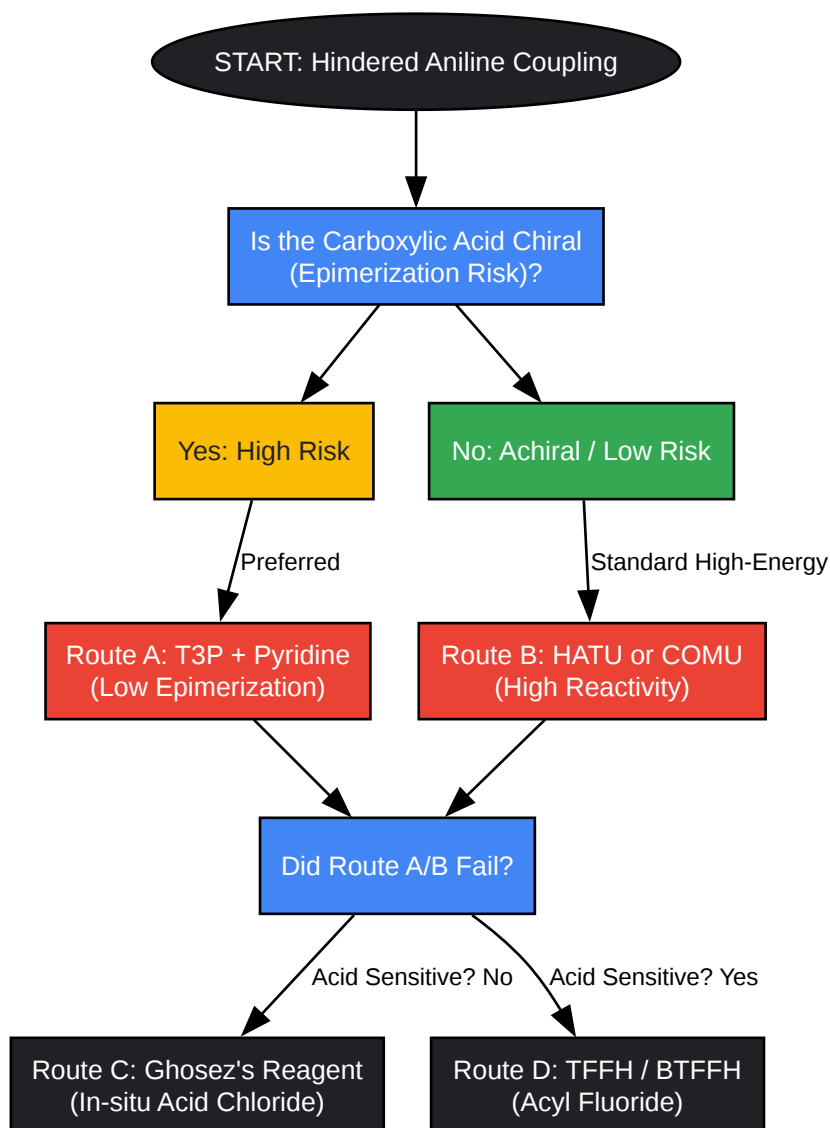 START: Hindered Aniline Coupling
Is the Carboxylic Acid Chiral
(Epimerization Risk)?
Yes: High Risk
No: Achiral / Low Risk
Preferred
Standard High-Energy
Route A: T3P + Pyridine
(Low Epimerization)
Route B: HATU or COMU
(High Reactivity)
Did Route A/B Fail?
Acid Sensitive? No
Acid Sensitive? Yes
Route C: Ghosez's Reagent
(In-situ Acid Chloride)
Route D: TFFH / BTFFH
(Acyl Fluoride)